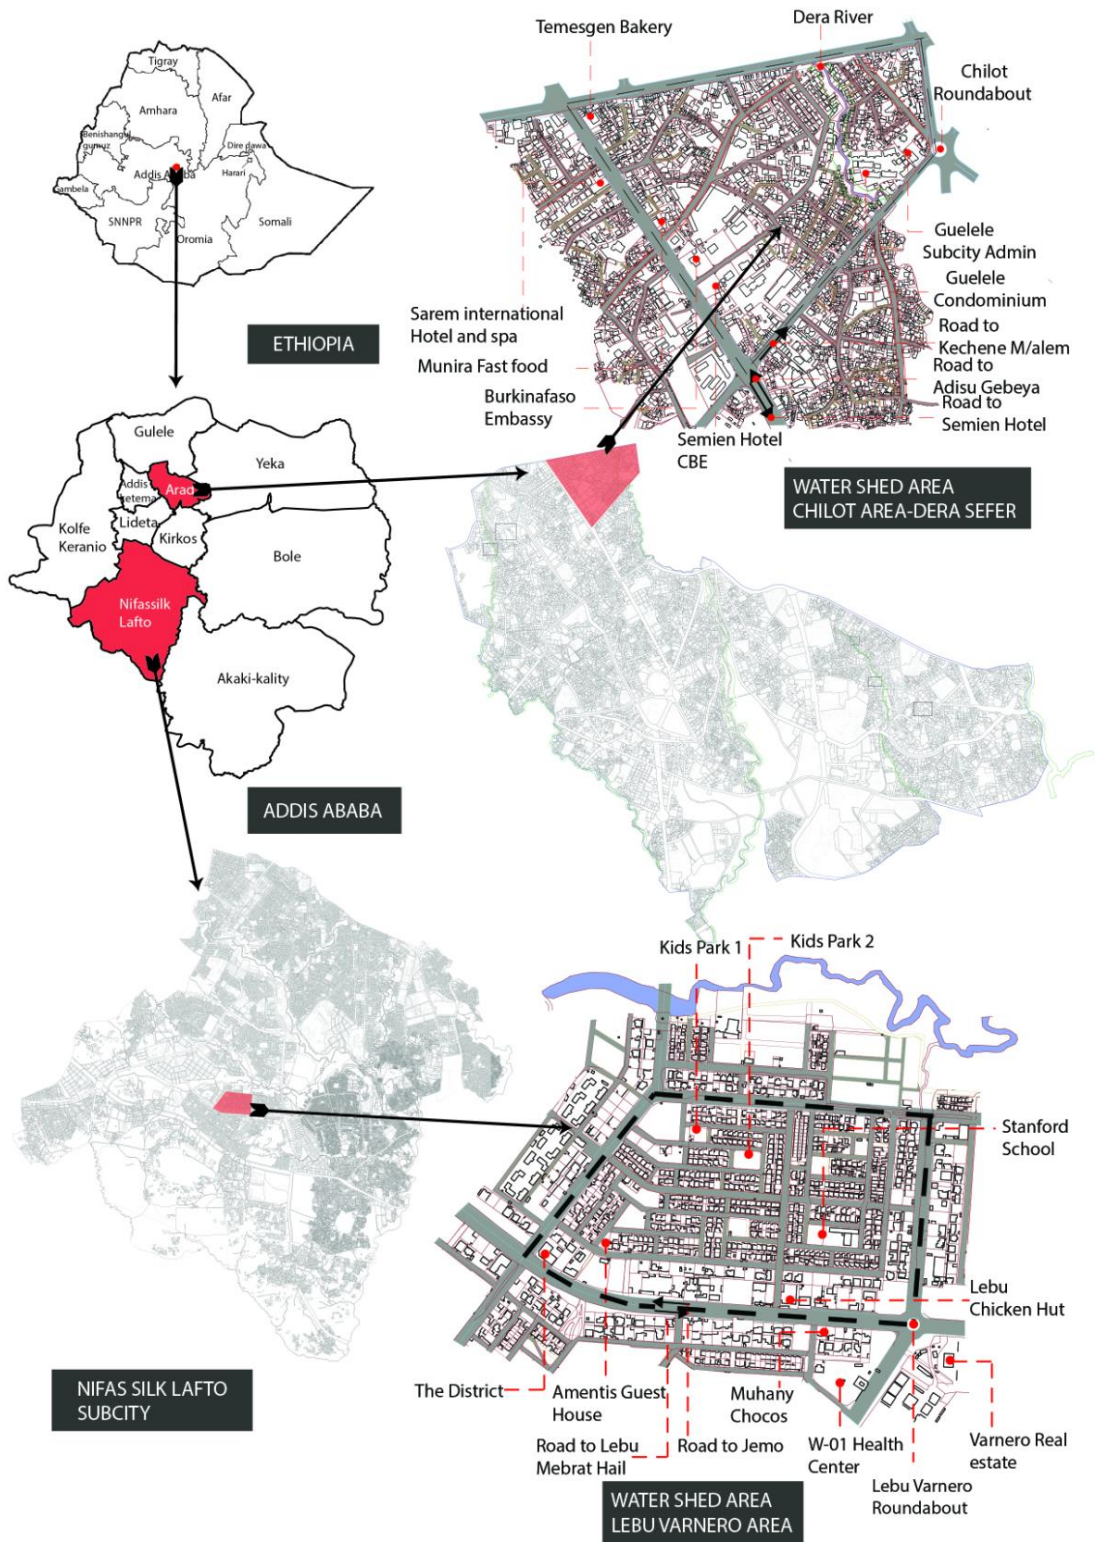 Tigray
Afar
Amhara
Benishangul
gumuz
Dire dawa
Addis Ababa
Harari
Gambela
SNNPR
Somali
Oromia
ETHIOPIA
Temesgen Bakery
Dera River
Chilot
Roundabout
Guelele
Subcity Admin
Guelele
Condominium
Road to
Kechene M/alem
Road to
Adisu Gebeya
Road to
Semien Hotel
Sarem international
Hotel and spa
Munira Fast food
Burkinafaso
Embassy
Semien Hotel
CBE
WATER SHED AREA
CHILOT AREA-DERA SEFER
Gulele
Yeka
Addis
ketema
Arad
Lideta
Kolfe
Keranio
Kirkos
Bole
Nifassilk
Lafto
Akaki-kality
ADDIS ABABA
NIFAS SILK LAFTO
SUBCITY
Kids Park 1
Kids Park 2
Stanford
School
Lebu
Chicken Hut
The District
Amentis Guest
House
Muhany
Chocos
Road to Lebu
Mebrat Hail
Road to Jemo
W-01 Health
Center
Varnero Real
estate
Lebu Varnero
Roundabout
WATER SHED AREA
LEBU VARNERO AREA